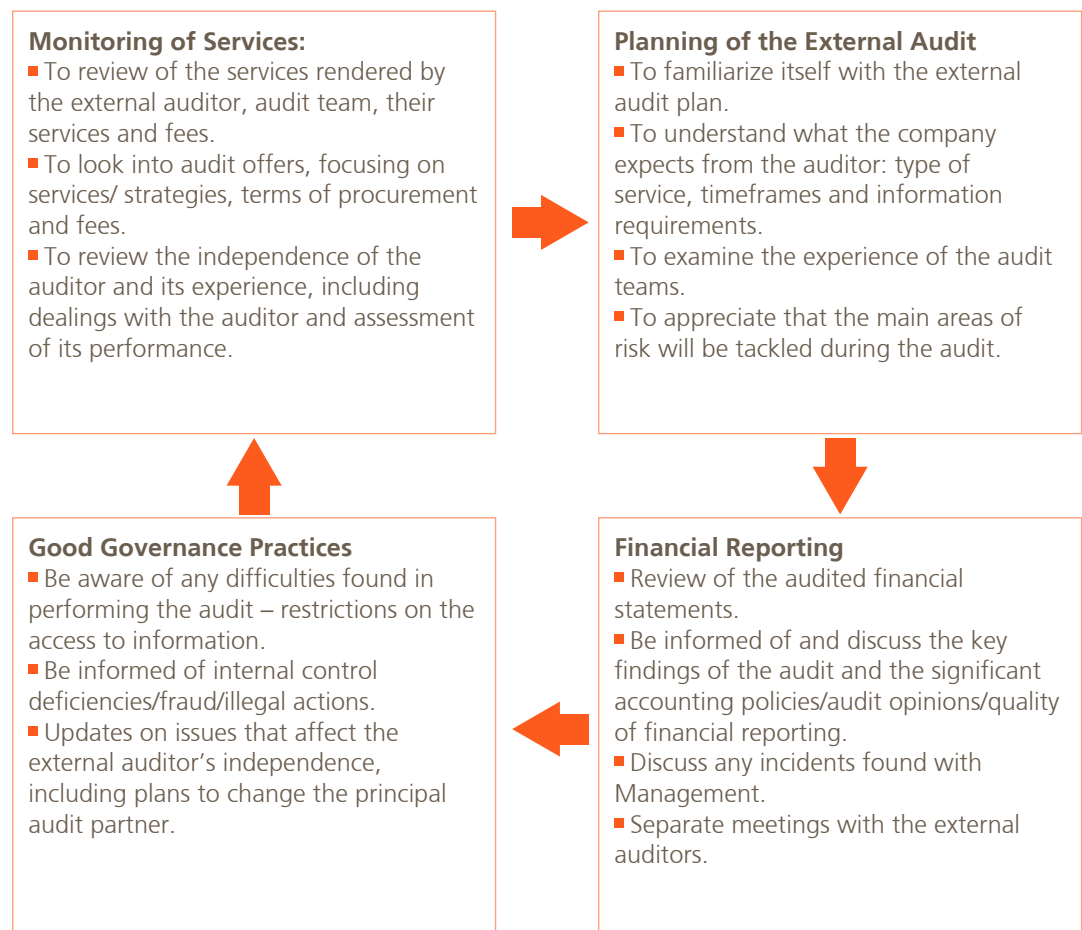 Monitoring of Services:
■ To review of the services rendered by
the external auditor, audit team, their
services and fees.
■ To look into audit offers, focusing on
services/ strategies, terms of procurement
and fees.
■ To review the independence of the
auditor and its experience, including
dealings with the auditor and assessment
of its performance.
Planning of the External Audit
■ To familiarize itself with the external
audit plan.
■ To understand what the company
expects from the auditor: type of
service, timeframes and information
requirements.
■ To examine the experience of the audit
teams.
■ To appreciate that the main areas of
risk will be tackled during the audit.
Good Governance Practices
■ Be aware of any difficulties found in
performing the audit – restrictions on the
access to information.
■ Be informed of internal control
deficiencies/fraud/illegal actions.
■ Updates on issues that affect the
external auditor's independence,
including plans to change the principal
audit partner.
Financial Reporting
■ Review of the audited financial
statements.
■ Be informed of and discuss the key
findings of the audit and the significant
accounting policies/audit opinions/quality
of financial reporting.
■ Discuss any incidents found with
Management.
■ Separate meetings with the external
auditors.